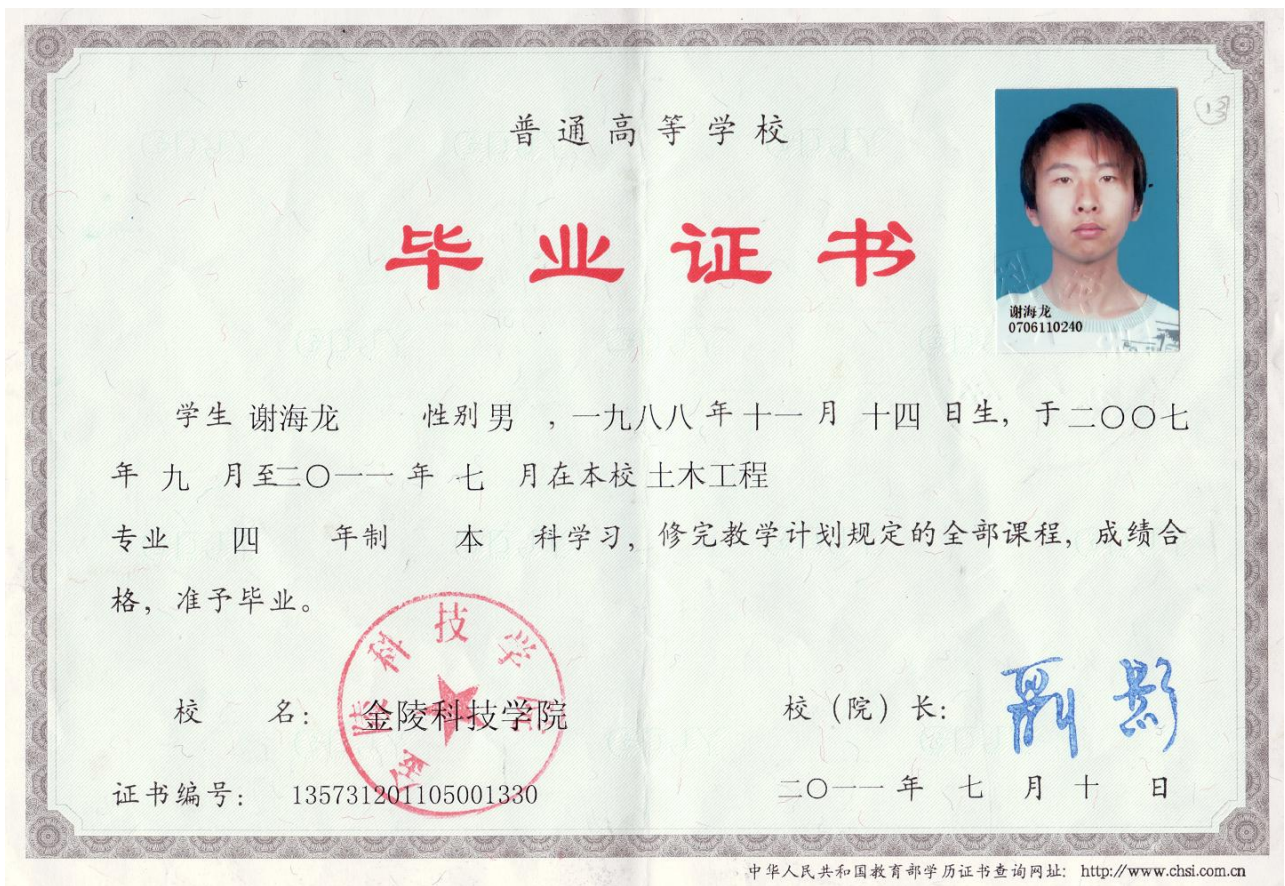 普通高等学校
13
毕业证书
谢海龙
0706110240
学生 谢海龙 性别 男 ，一九八八 年 十一 月 十四 日生，于 二〇〇七
年 九 月至二〇一一 年 七 月在本校 土木工程
专业 四 年制 本 科学习，修完教学计划规定的全部课程，成绩合
格，准予毕业。
金陵科技学院
校 名： 金陵科技学院
校（院）长：
证书编号： 135731201105001330
二〇一一 年 七 月 十 日
中华人民共和国教育部学历证书查询网址： http://www.chsi.com.cn